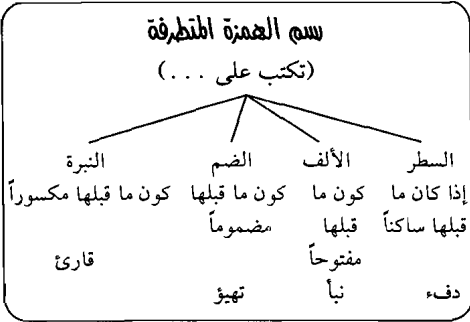 رسم الهمزة المتطرفة
(تكتب على . . . )
السطر الألف الضم النبرة
إذا كان ما كون ما كون ما قبلها كون ما قبلها مكسوراً
قبلها ساكناً قبلها مضموماً
مفتوحاً قارئ
دفء نبأ تهيؤ